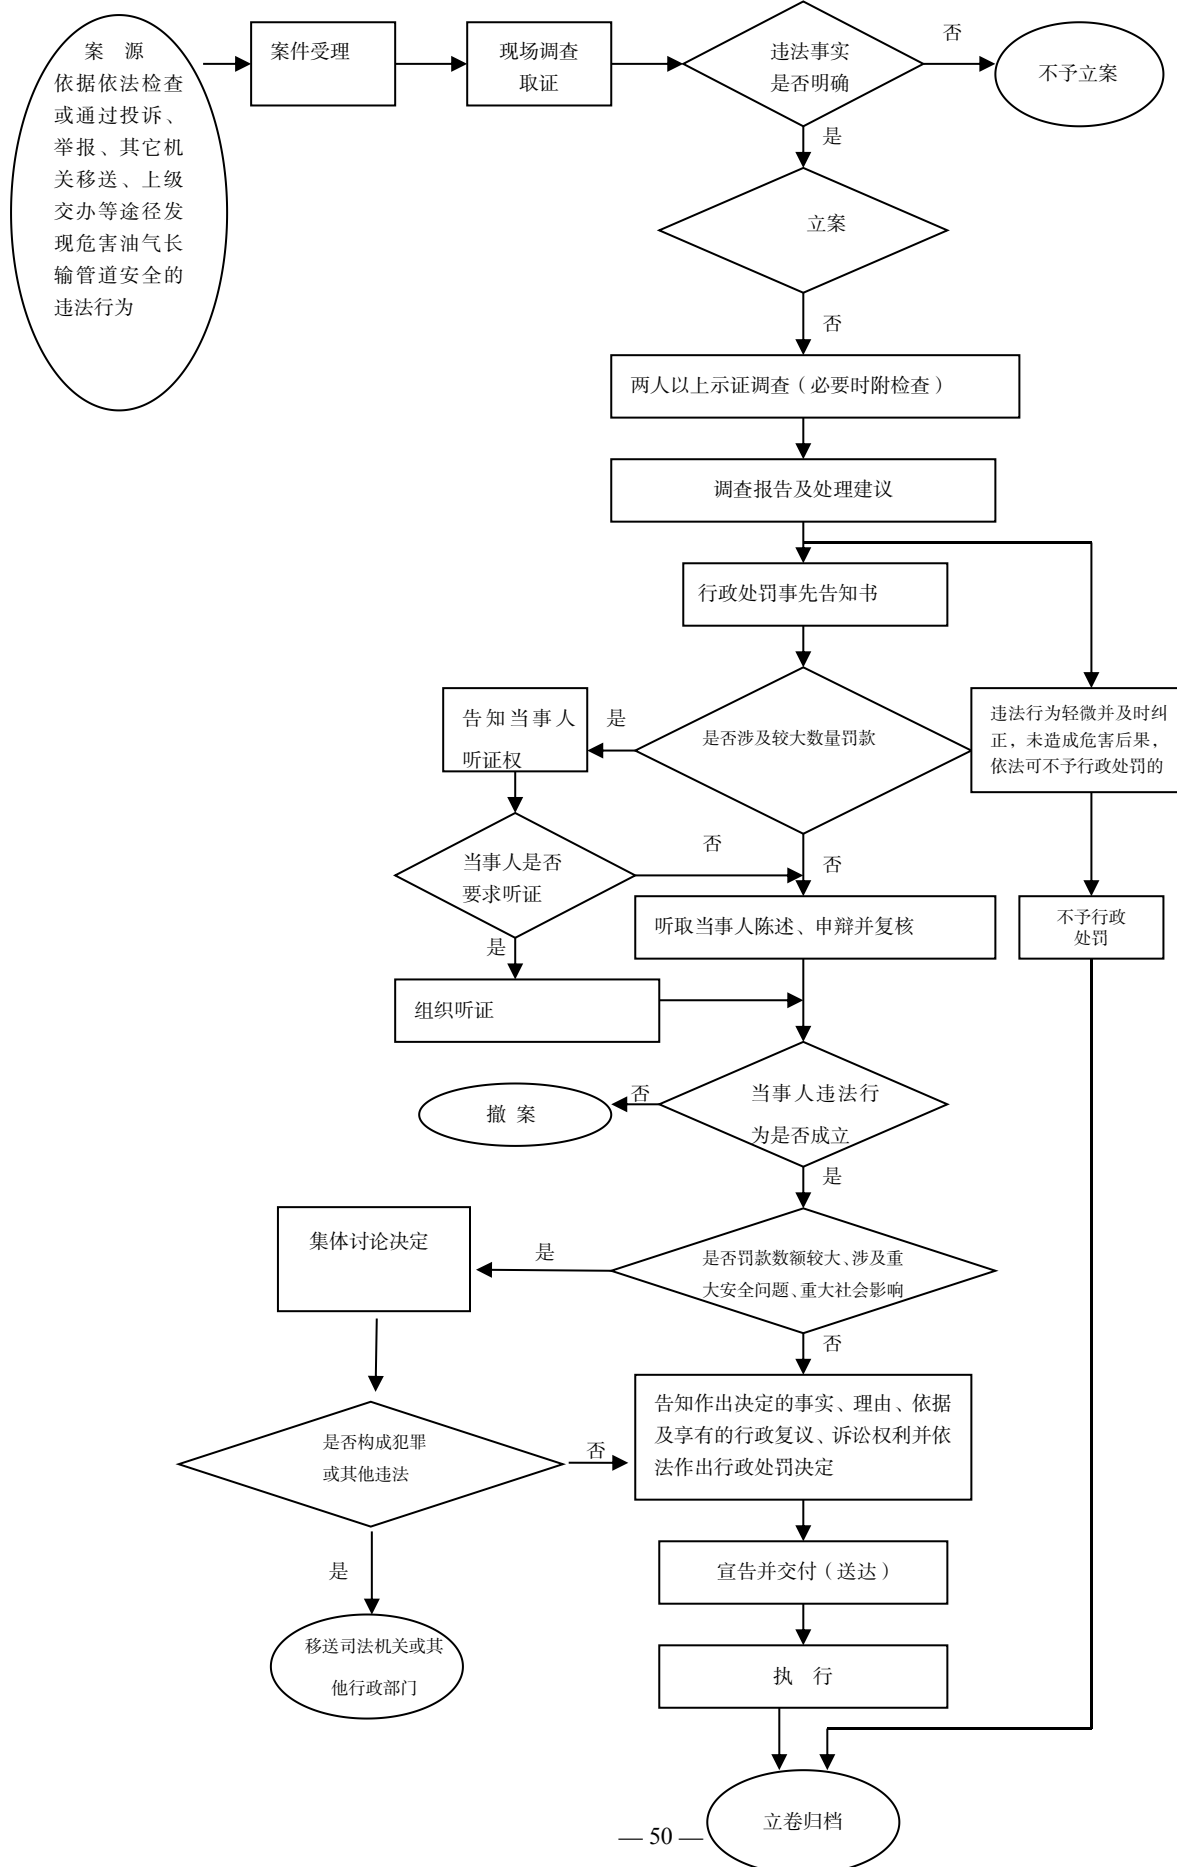 案 源
依据依法检查
或通过投诉、
举报、其它机
关移送、上级
交办等途径发
现危害油气长
输管道安全的
违法行为
案件受理
现场调查
取证
违法事实
是否明确
否
不予立案
是
立案
否
两人以上示证调查（必要时附检查）
调查报告及处理建议
行政处罚事先告知书
告知当事人
听证权
是
是否涉及较大数量罚款
违法行为轻微并及时纠
正，未造成危害后果，
依法可不予行政处罚的
当事人是否
要求听证
否
否
是
听取当事人陈述、申辩并复核
不予行政
处罚
组织听证
撤 案
否
当事人违法行
为是否成立
是
集体讨论决定
是
是否罚款数额较大、涉及重
大安全问题、重大社会影响
否
是否构成犯罪
或其他违法
否
告知作出决定的事实、理由、依据
及享有的行政复议、诉讼权利并依
法作出行政处罚决定
是
宣告并交付（送达）
移送司法机关或其
他行政部门
执 行
立卷归档
— 50 —